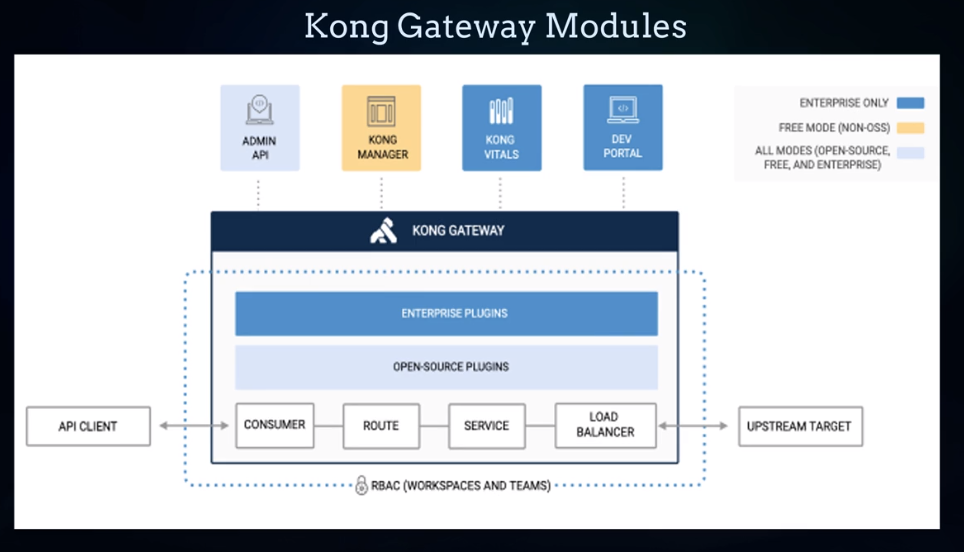 Kong Gateway Modules
ADMIN
API
KONG
MANAGER
KONG
VITALS
DEV
PORTAL
ENTERPRISE ONLY
FREE MODE (NON-OSS)
ALL MODES (OPEN-SOURCE,
FREE, AND ENTERPRISE)
KONG GATEWAY
ENTERPRISE PLUGINS
OPEN-SOURCE PLUGINS
API CLIENT
CONSUMER
ROUTE
SERVICE
LOAD
BALANCER
UPSTREAM TARGET
RBAC (WORKSPACES AND TEAMS)